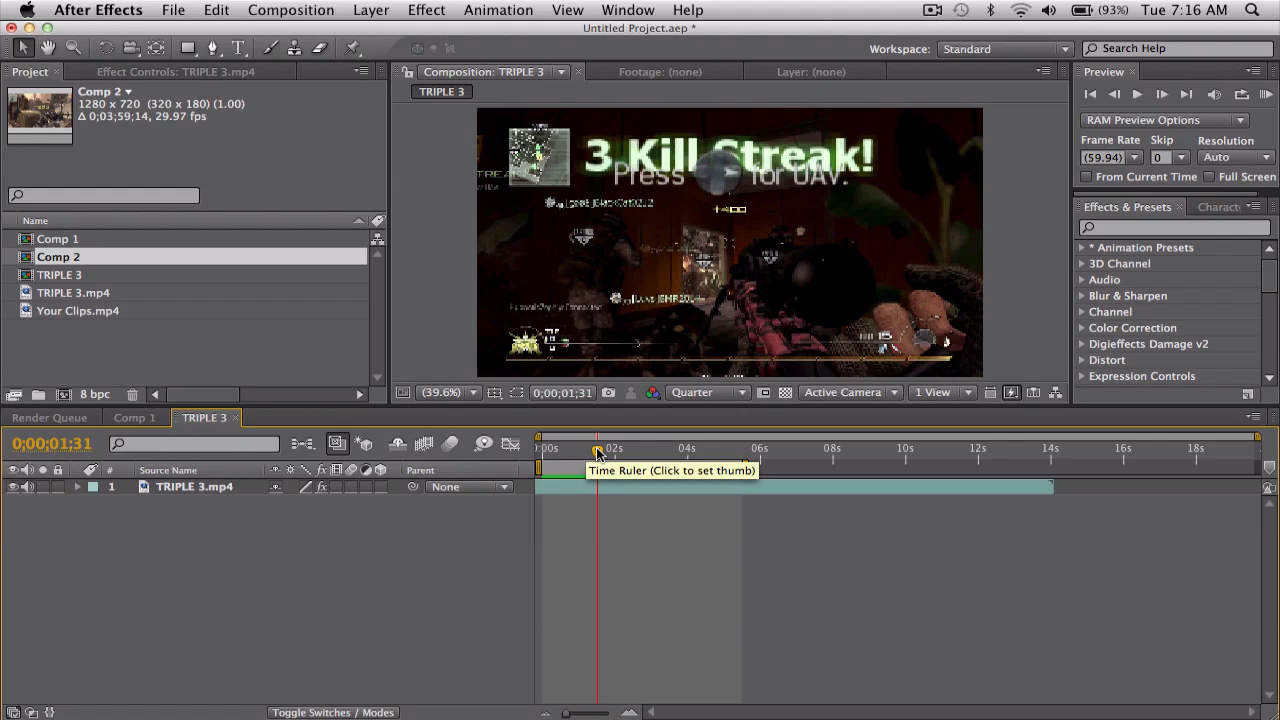 After Effects File Edit Composition Layer Effect Animation View Window Help (93%) Tue 7:16 AM
Untitled Project.aep *
Workspace: Standard Search Help
Project Effect Controls: TRIPLE 3.mp4 Composition: TRIPLE 3 Footage: (none) Layer: (none) Preview
TRIPLE 3
Comp 2
1280 x 720 (320 x 180) (1.00)
Δ 0;03;59;14, 29.97 fps
Name
Comp 1
Comp 2
TRIPLE 3
TRIPLE 3.mp4
Your Clips.mp4
8 bpc
3 Kill Streak!
Press for UAV.
+400
15
(39.6%) 0;00;01;31 Quarter Active Camera 1 View
RAM Preview Options
Frame Rate Skip Resolution
(59.94) 0 Auto
From Current Time Full Screen
Effects & Presets Charact
* Animation Presets
3D Channel
Audio
Blur & Sharpen
Channel
Color Correction
Digieffects Damage v2
Distort
Expression Controls
Render Queue Comp 1 TRIPLE 3
0;00;01;31
:00s 02s 04s 06s 08s 10s 12s 14s 16s 18s
# Source Name Parent
Time Ruler (Click to set thumb)
1 TRIPLE 3.mp4 None
Toggle Switches / Modes